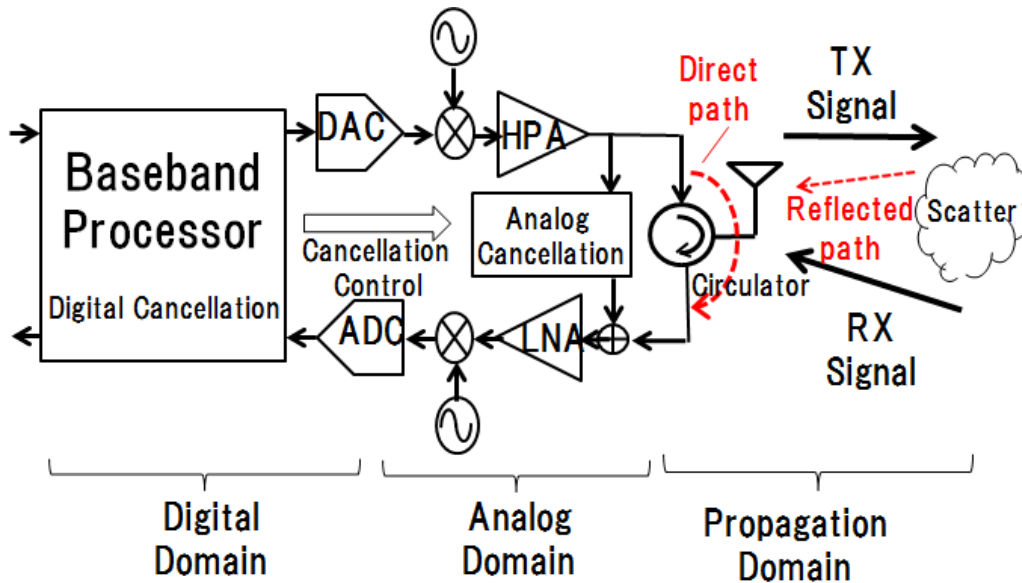 Baseband
Processor
Digital Cancellation
DAC
HPA
Direct
path
TX
Signal
Analog
Cancellation
Cancellation
Control
Circulator
Reflected
path
Scatter
ADC
LNA
RX
Signal
Digital
Domain
Analog
Domain
Propagation
Domain